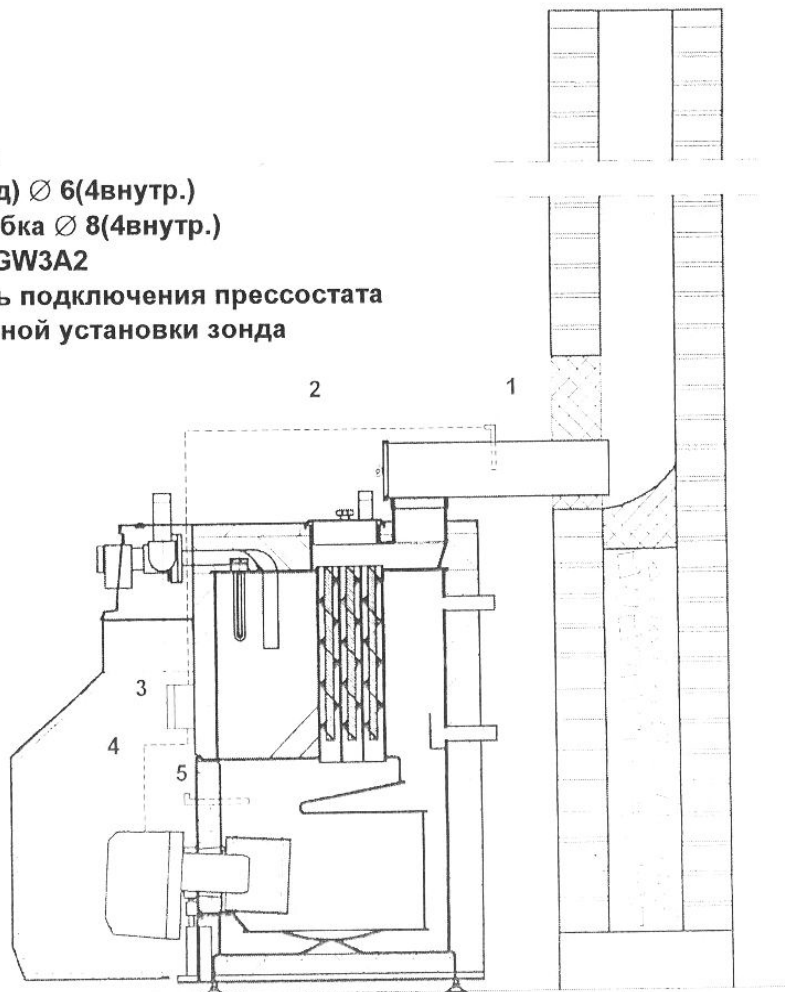 д) ∅ 6(4внутр.)
бка ∅ 8(4внутр.)
GW3A2
ь подключения прессостата
ной установки зонда
2
1
3
4
5